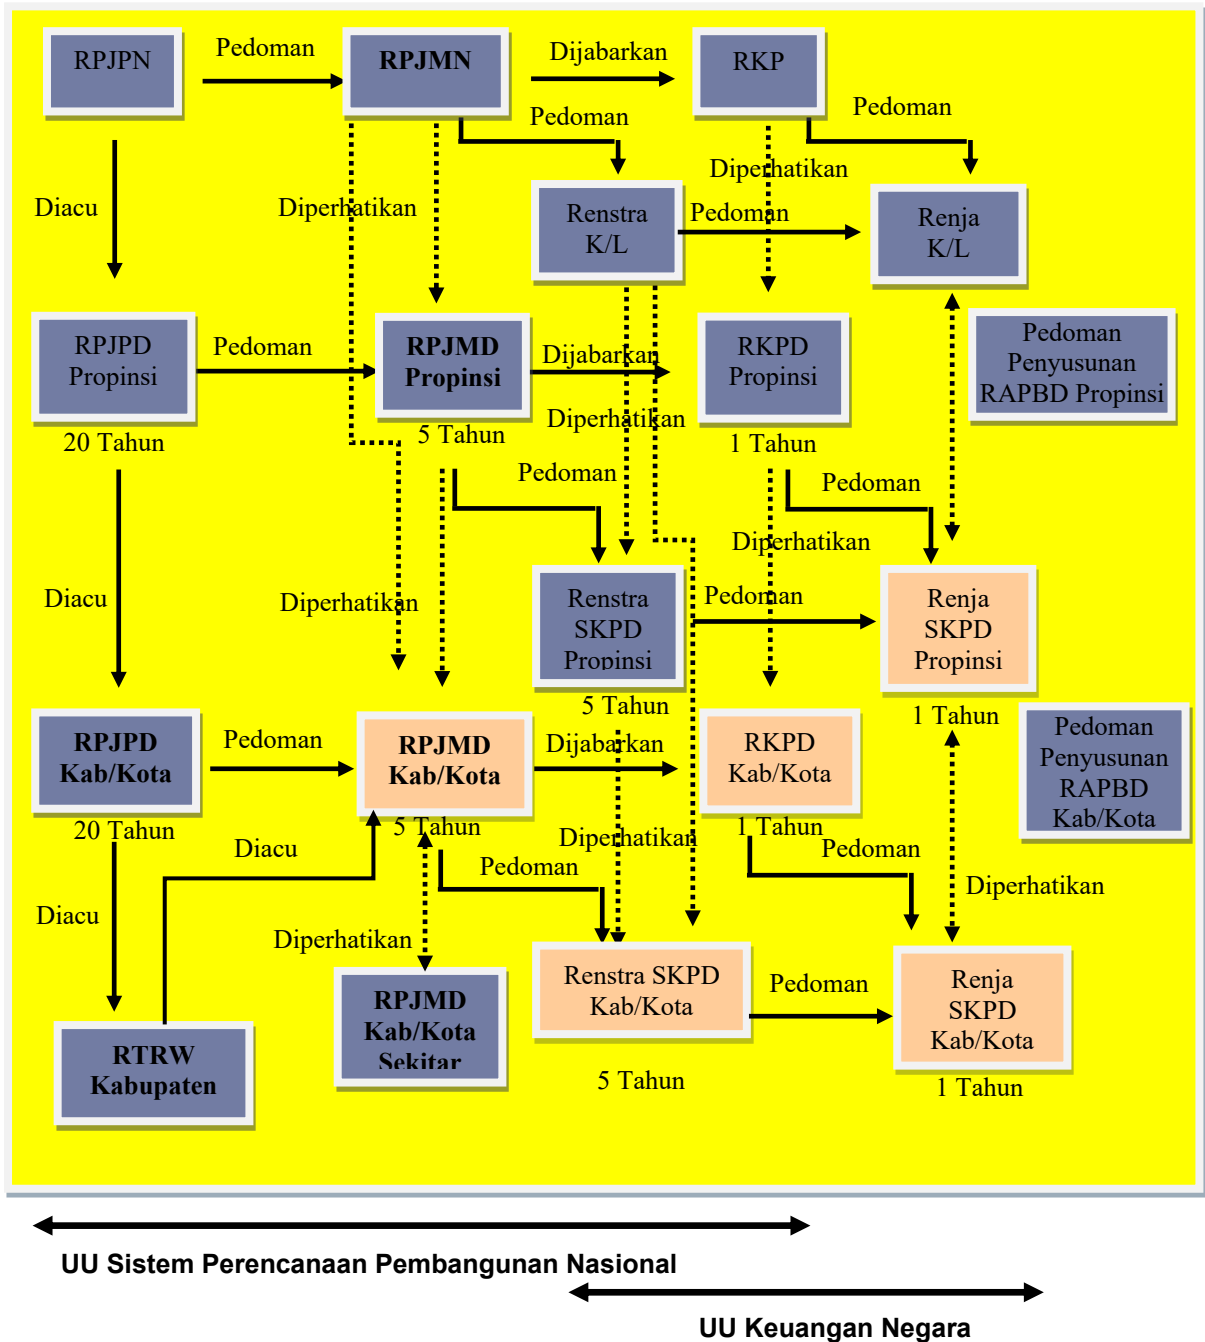 RPJPN
Pedoman
RPJMN
Dijabarkan
RKP
Pedoman
Pedoman
Diacu
Diperhatikan
Diperhatikan
Renstra
K/L
Pedoman
Renja
K/L
RPJPD
Propinsi
Pedoman
RPJMD
Propinsi
Dijabarkan
RKPD
Propinsi
Pedoman
Penyusunan
RAPBD Propinsi
20 Tahun
5 Tahun
Diperhatikan
1 Tahun
Pedoman
Pedoman
Diperhatikan
Diacu
Diperhatikan
Renstra
SKPD
Propinsi
Pedoman
Renja
SKPD
Propinsi
5 Tahun
1 Tahun
RPJPD
Kab/Kota
Pedoman
RPJMD
Kab/Kota
Dijabarkan
RKPD
Kab/Kota
Pedoman
Penyusunan
RAPBD
Kab/Kota
20 Tahun
5 Tahun
1 Tahun
Diacu
Pedoman
Diperhatikan
Pedoman
Diperhatikan
Diacu
Diperhatikan
RPJMD
Kab/Kota
Sekitar
Renstra SKPD
Kab/Kota
Pedoman
Renja
SKPD
Kab/Kota
RTRW
Kabupaten
5 Tahun
1 Tahun
UU Sistem Perencanaan Pembangunan Nasional
UU Keuangan Negara